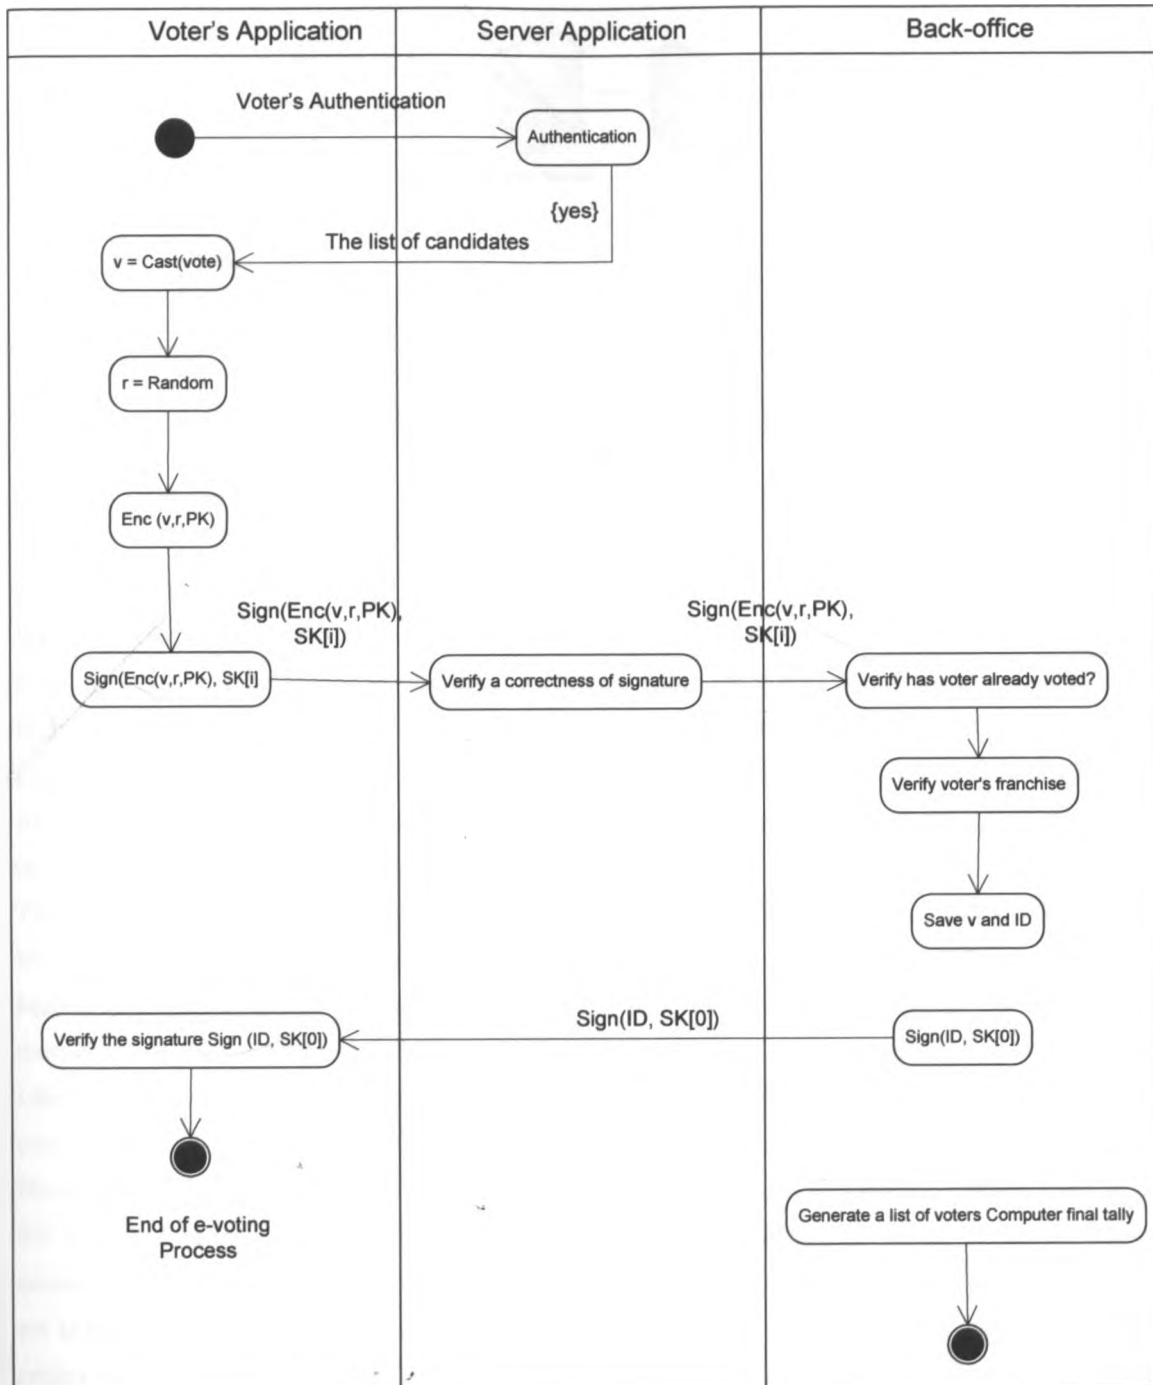 Voter's Application
Server Application
Back-office
Voter's Authentication
Authentication
{yes}
The list of candidates
v = Cast(vote)
r = Random
Enc (v,r,PK)
Sign(Enc(v,r,PK),
SK[i])
Sign(Enc(v,r,PK),
SK[i])
Sign(Enc(v,r,PK), SK[i]
Verify a correctness of signature
Verify has voter already voted?
Verify voter's franchise
Save v and ID
Sign(ID, SK[0])
Verify the signature Sign (ID, SK[0])
Sign(ID, SK[0])
Generate a list of voters Computer final tally
End of e-voting
Process